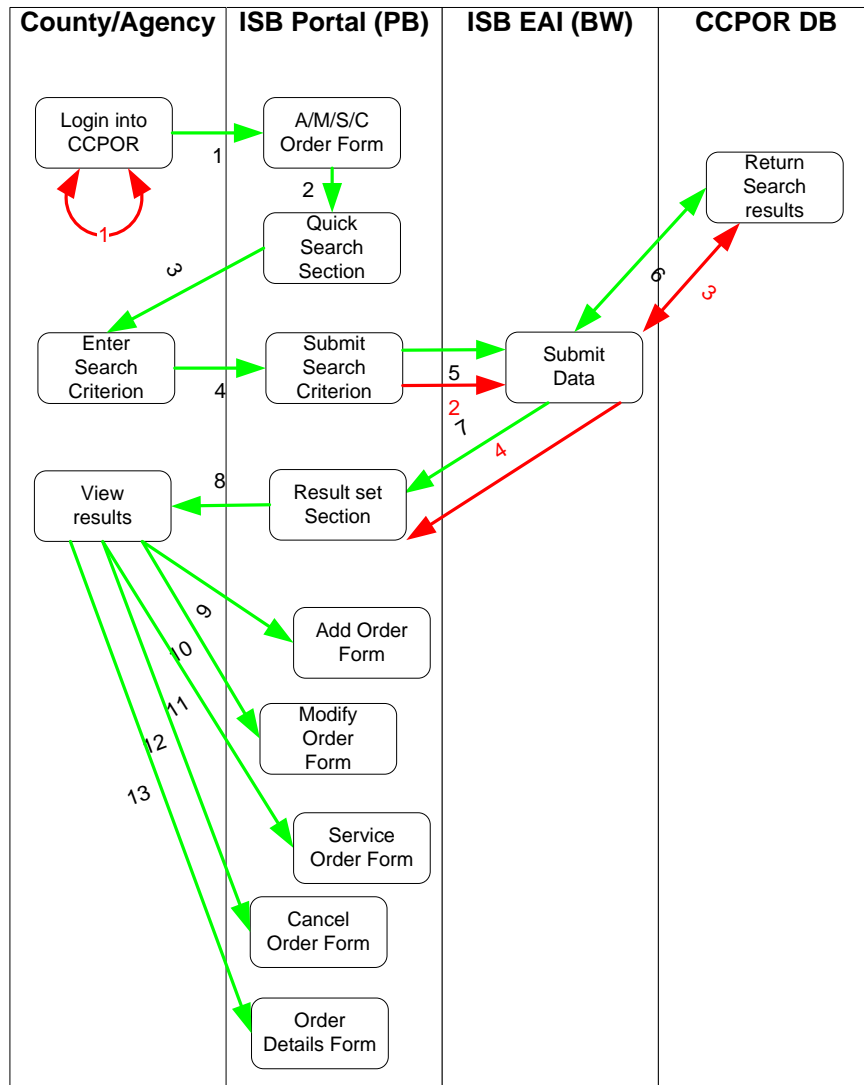 County/Agency
ISB Portal (PB)
ISB EAI (BW)
CCPOR DB
Login into
CCPOR
1
A/M/S/C
Order Form
1
2
Quick
Search
Section
Return
Search
results
3
6
3
Enter
Search
Criterion
4
Submit
Search
Criterion
5
2
Submit
Data
7
4
View
results
8
Result set
Section
9
Add Order
Form
10
11
Modify
Order
Form
12
13
Service
Order Form
Cancel
Order Form
Order
Details Form